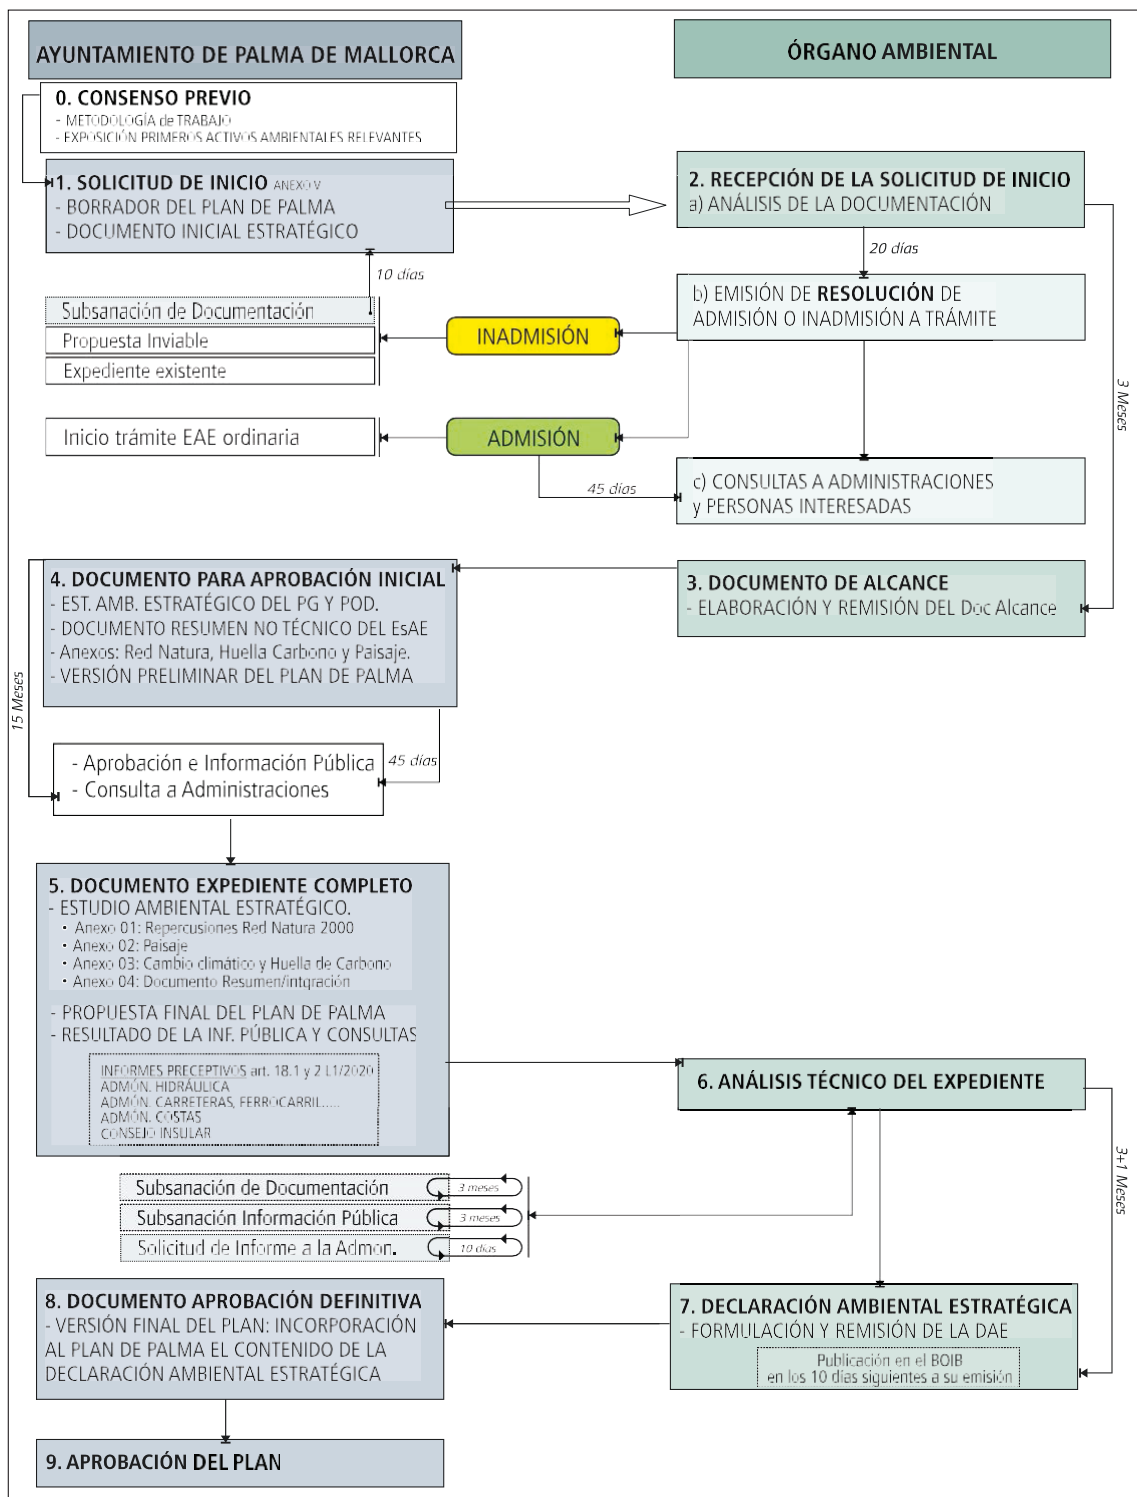 AYUNTAMIENTO DE PALMA DE MALLORCA
ÓRGANO AMBIENTAL
0. CONSENSO PREVIO
- METODOLOGÍA de TRABAJO
- EXPOSICIÓN PRIMEROS ACTIVOS AMBIENTALES RELEVANTES
1. SOLICITUD DE INICIO ANEXO V
- BORRADOR DEL PLAN DE PALMA
- DOCUMENTO INICIAL ESTRATÉGICO
2. RECEPCIÓN DE LA SOLICITUD DE INICIO
a) ANÁLISIS DE LA DOCUMENTACIÓN
20 días
10 días
b) EMISIÓN DE RESOLUCIÓN DE
ADMISIÓN O INADMISIÓN A TRÁMITE
Subsanación de Documentación
Propuesta Inviable
Expediente existente
INADMISIÓN
3 Meses
Inicio trámite EAE ordinaria
ADMISIÓN
45 días
c) CONSULTAS A ADMINISTRACIONES
y PERSONAS INTERESADAS
3. DOCUMENTO DE ALCANCE
- ELABORACIÓN Y REMISIÓN DEL Doc Alcance
4. DOCUMENTO PARA APROBACIÓN INICIAL
- EST. AMB. ESTRATÉGICO DEL PG Y POD.
- DOCUMENTO RESUMEN NO TÉCNICO DEL EsAE
- Anexos: Red Natura, Huella Carbono y Paisaje.
- VERSIÓN PRELIMINAR DEL PLAN DE PALMA
15 Meses
45 días
- Aprobación e Información Pública
- Consulta a Administraciones
5. DOCUMENTO EXPEDIENTE COMPLETO
- ESTUDIO AMBIENTAL ESTRATÉGICO.
• Anexo 01: Repercusiones Red Natura 2000
• Anexo 02: Paisaje
• Anexo 03: Cambio climático y Huella de Carbono
• Anexo 04: Documento Resumen/intqración
- PROPUESTA FINAL DEL PLAN DE PALMA
- RESULTADO DE LA INF. PÚBLICA Y CONSULTAS
INFORMES PRECEPTIVOS art. 18.1 y 2 L1/2020
ADMÓN. HIDRÁULICA
ADMÓN. CARRETERAS, FERROCARRIL.....
ADMÓN. COSTAS
CONSEJO INSULAR
6. ANÁLISIS TÉCNICO DEL EXPEDIENTE
3+1 Meses
Subsanación de Documentación
3 meses
Subsanación Información Pública
3 meses
Solicitud de Informe a la Admon.
10 días
7. DECLARACIÓN AMBIENTAL ESTRATÉGICA
- FORMULACIÓN Y REMISIÓN DE LA DAE
Publicación en el BOIB
en los 10 días siguientes a su emisión
8. DOCUMENTO APROBACIÓN DEFINITIVA
- VERSIÓN FINAL DEL PLAN: INCORPORACIÓN
AL PLAN DE PALMA EL CONTENIDO DE LA
DECLARACIÓN AMBIENTAL ESTRATÉGICA
9. APROBACIÓN DEL PLAN